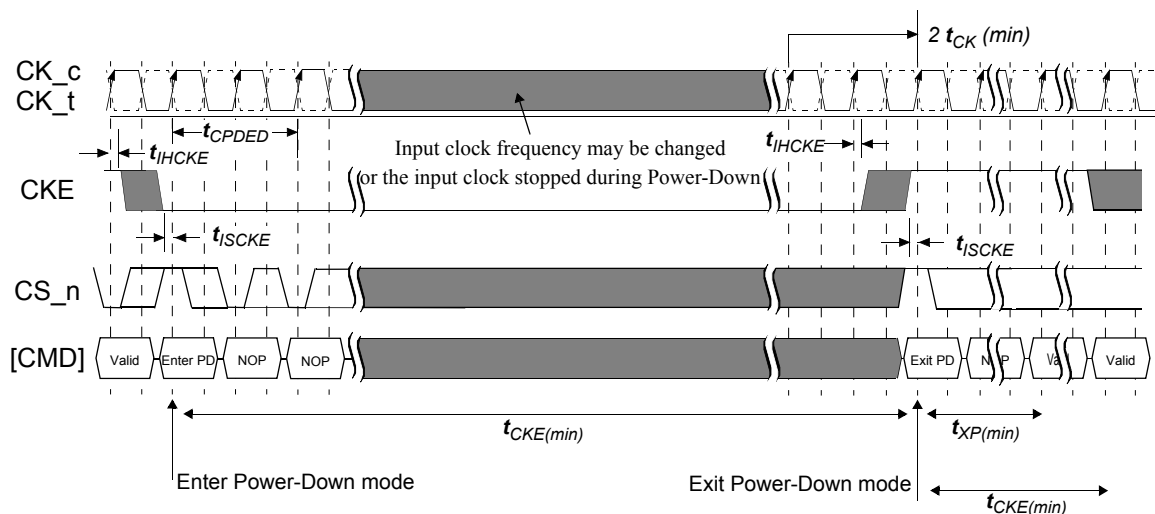 2 tCK (min)
CK_c
CK_t
tCPDED
tIHCKE
Input clock frequency may be changed
or the input clock stopped during Power-Down
tIHCKE
CKE
tISCKE
tISCKE
CS_n
[CMD]
Valid
Enter PD
NOP
NOP
Exit PD
Valid
tCKE(min)
tXP(min)
Enter Power-Down mode
Exit Power-Down mode
tCKE(min)